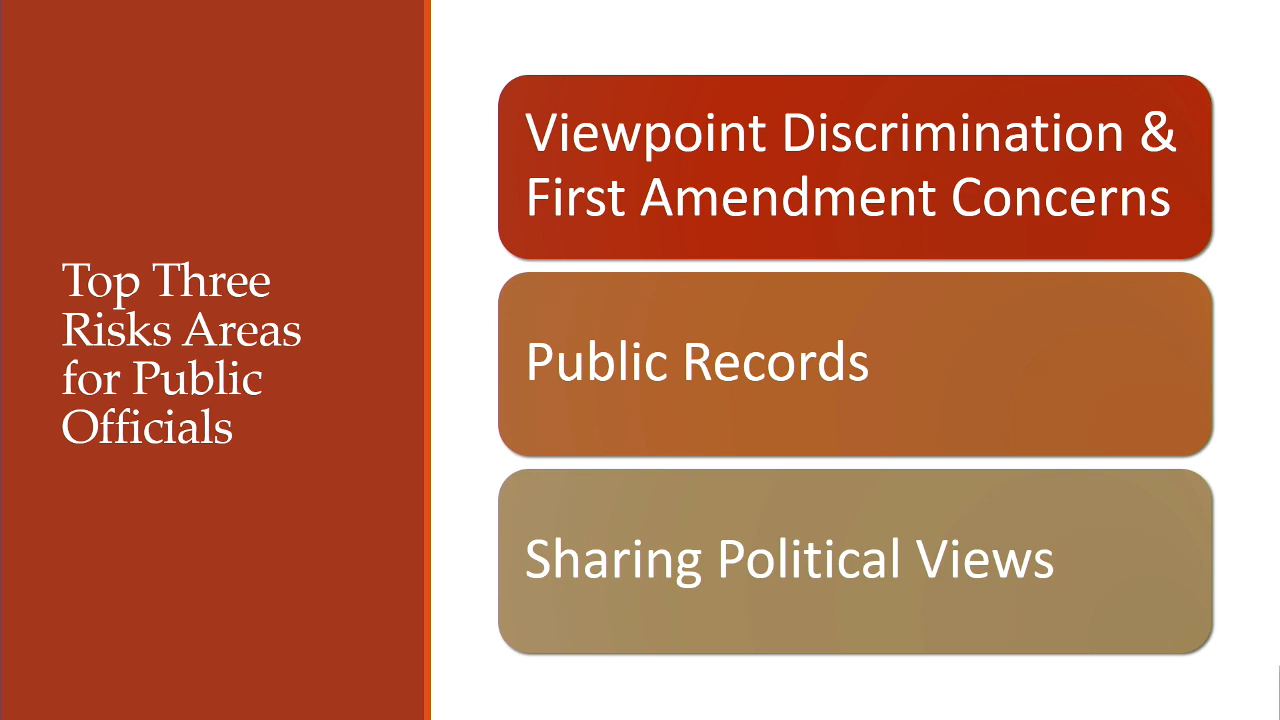 Top Three
Risks Areas
for Public
Officials
Viewpoint Discrimination &
First Amendment Concerns
Public Records
Sharing Political Views